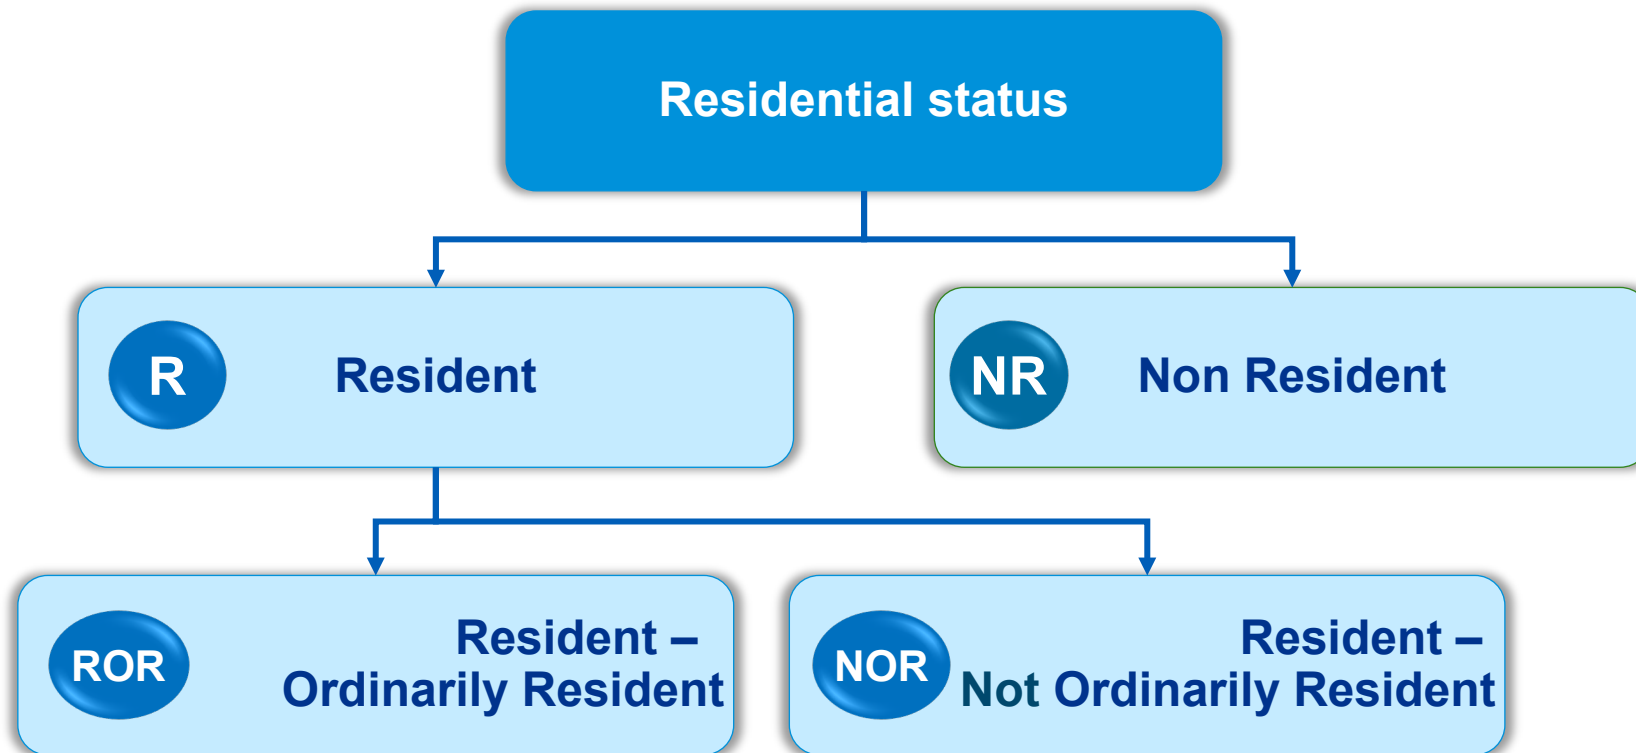 Residential status
R
Resident
NR
Non Resident
ROR
Resident –
Ordinarily Resident
NOR
Resident –
Not Ordinarily Resident